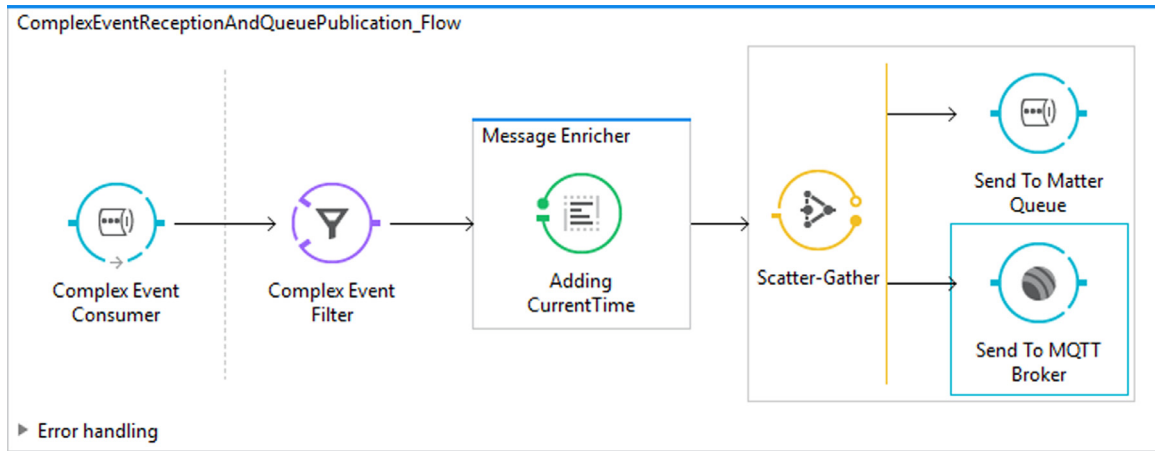 ComplexEventReceptionAndQueuePublication_Flow
Complex Event
Consumer
Complex Event
Filter
Message Enricher
Adding
CurrentTime
Scatter-Gather
Send To Matter
Queue
Send To MQTT
Broker
Error handling